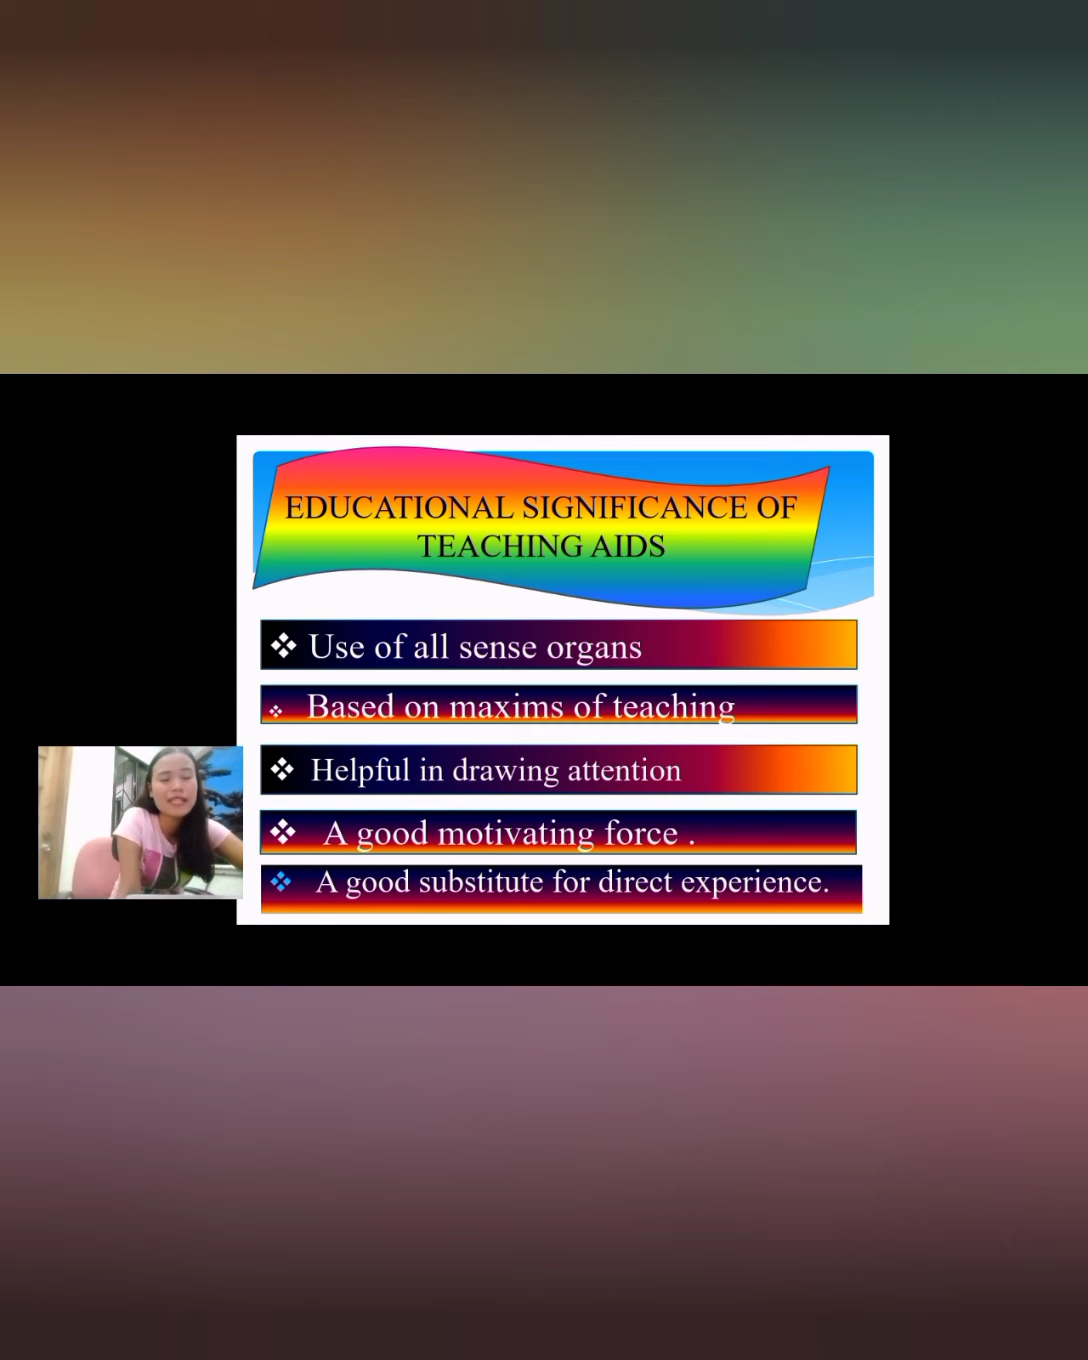 EDUCATIONAL SIGNIFICANCE OF
TEACHING AIDS
❖ Use of all sense organs
❖ Based on maxims of teaching
❖ Helpful in drawing attention
❖ A good motivating force .
❖ A good substitute for direct experience.